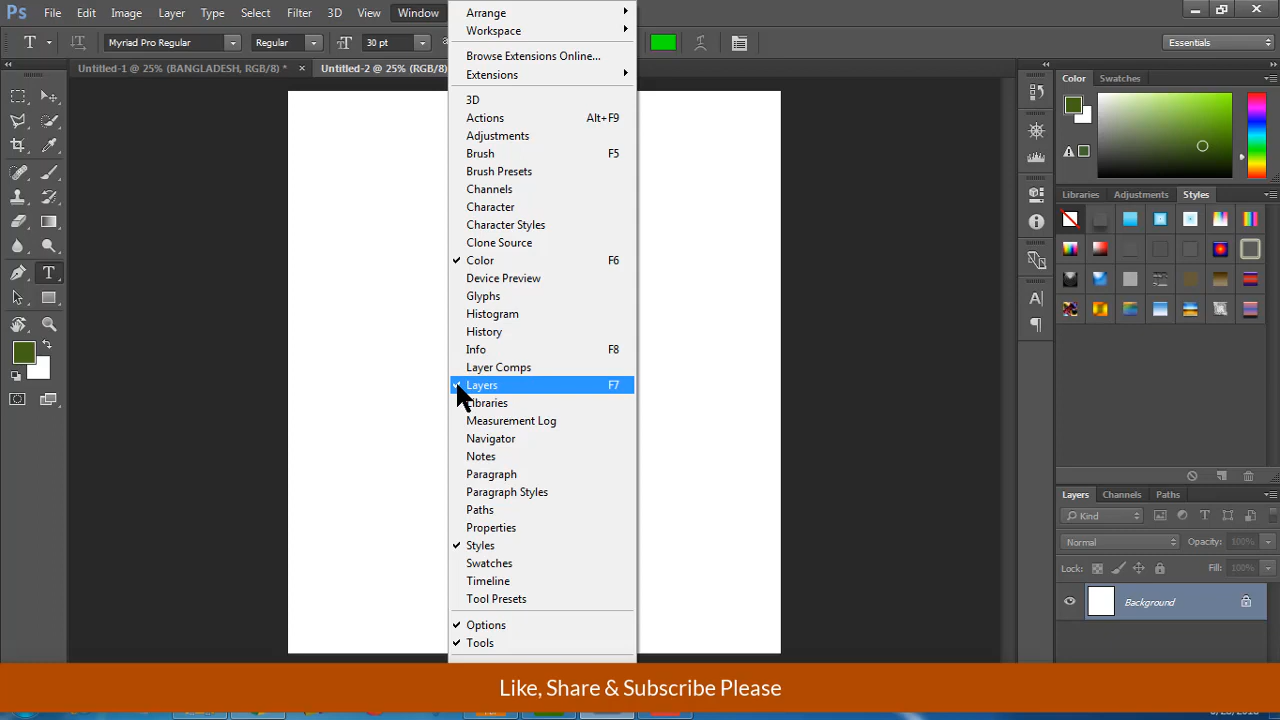 Ps File Edit Image Layer Type Select Filter 3D View Window
Myriad Pro Regular Regular 30 pt Essentials
Untitled-1 @ 25% (BANGLADESH, RGB/8) * × Untitled-2 @ 25% (RGB/8)
Arrange
Workspace
Browse Extensions Online...
Extensions
3D
Actions Alt+F9
Adjustments
Brush F5
Brush Presets
Channels
Character
Character Styles
Clone Source
Color F6
Device Preview
Glyphs
Histogram
History
Info F8
Layer Comps
Layers F7
Libraries
Measurement Log
Navigator
Notes
Paragraph
Paragraph Styles
Paths
Properties
Styles
Swatches
Timeline
Tool Presets
Options
Tools
Color Swatches
Libraries Adjustments Styles
Layers Channels Paths
Kind
Normal Opacity: 100%
Lock: Fill: 100%
Background
Like, Share & Subscribe Please